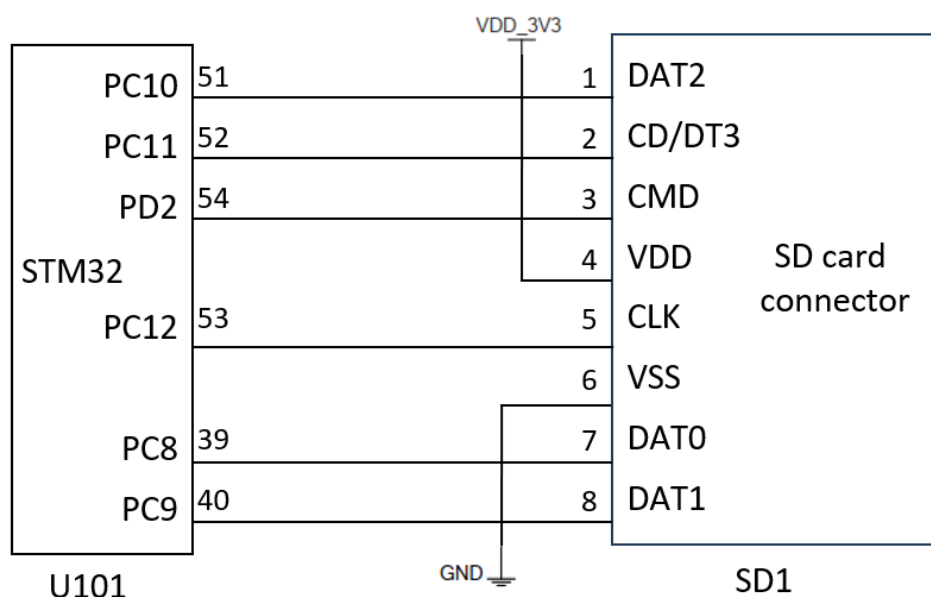 VDD_3V3
PC10 51 1 DAT2
PC11 52 2 CD/DT3
PD2 54 3 CMD
STM32 4 VDD SD card
connector
PC12 53 5 CLK
6 VSS
PC8 39 7 DAT0
PC9 40 8 DAT1
GND
U101 SD1